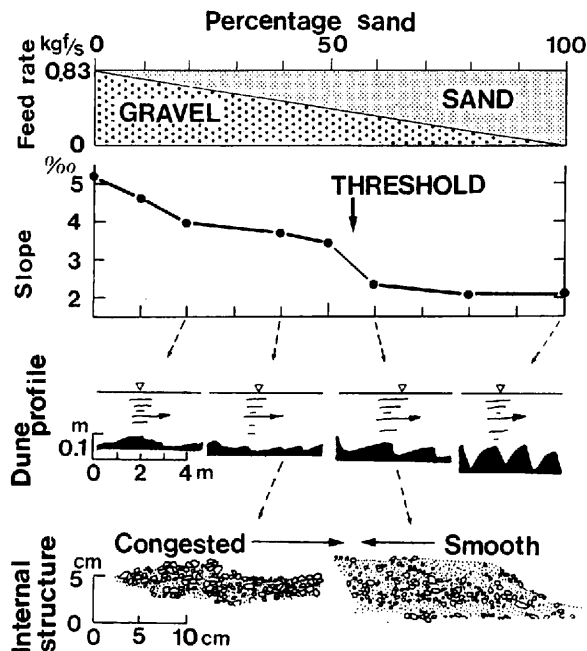 Percentage sand
kgf/s 0 50 100
Feed rate
0,83
GRAVEL
SAND
0
‰
THRESHOLD
Slope
5
4
3
2
Dune profile
m
0.1
0 2 4 m
Internal structure
Congested
Smooth
cm
5
0
0 5 10 cm